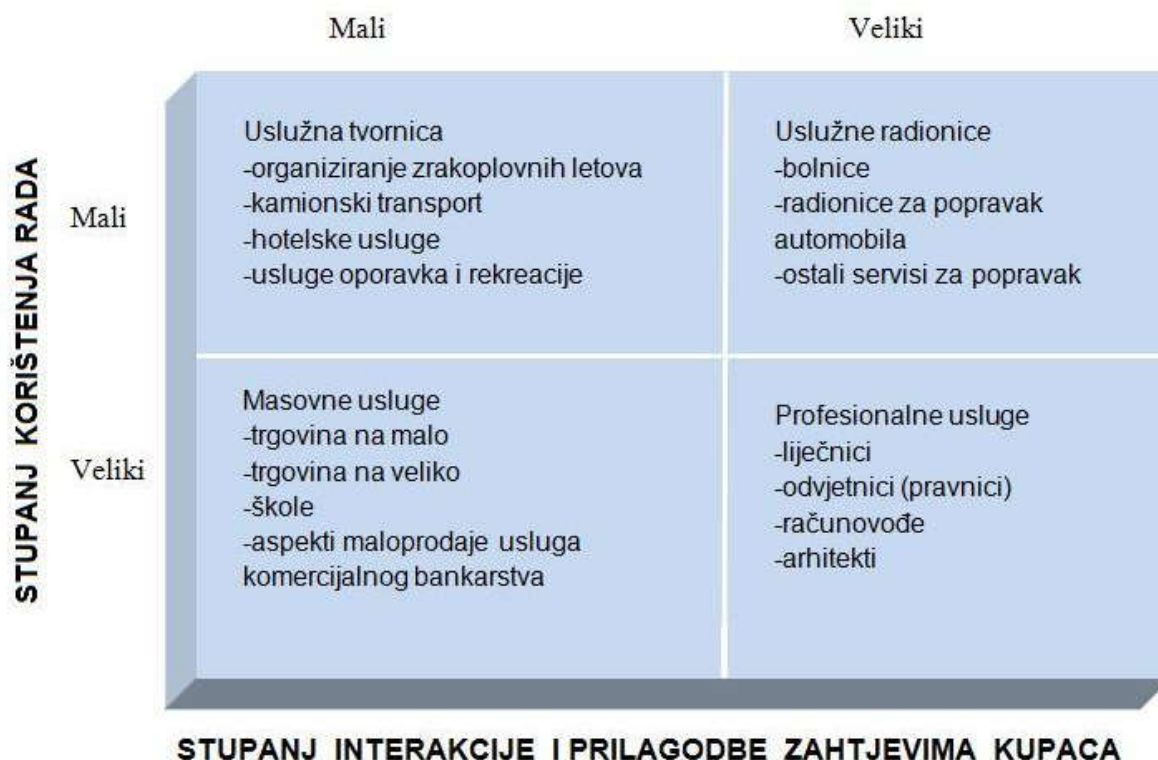 Mali
Veliki
STUPANJ KORIŠTENJA RADA
Mali
Uslužna tvornica
-organiziranje zrakoplovnih letova
-kamionski transport
-hotelske usluge
-usluge oporavka i rekreacije
Uslužne radionice
-bolnice
-radionice za popravak
automobila
-ostali servisi za popravak
Veliki
Masovne usluge
-trgovina na malo
-trgovina na veliko
-škole
-aspekti maloprodaje usluga
komercijalnog bankarstva
Profesionalne usluge
-liječnici
-odvjetnici (pravnici)
-računovođe
-arhitekti
STUPANJ INTERAKCIJE I PRILAGODBE ZAHTJEVIMA KUPACA